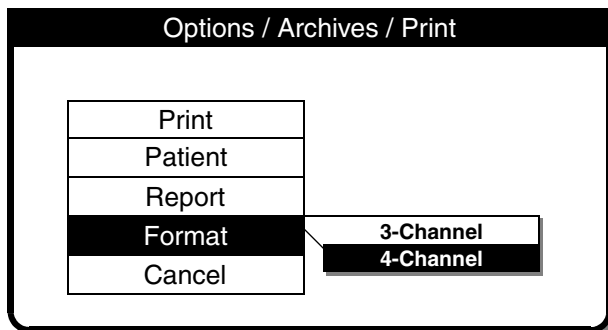 Options / Archives / Print
Print
Patient
Report
Format
3-Channel
4-Channel
Cancel